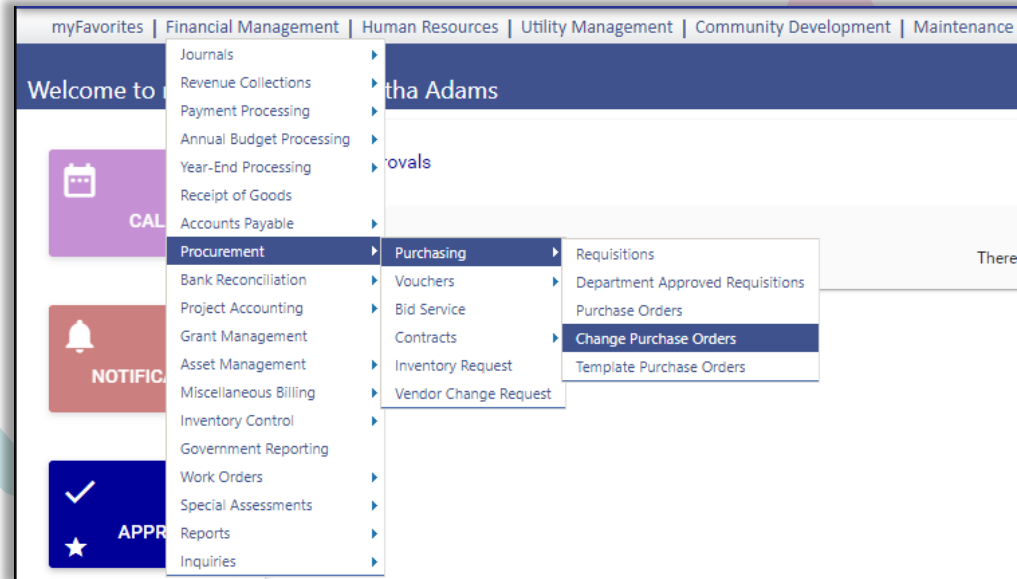 myFavorites | Financial Management | Human Resources | Utility Management | Community Development | Maintenance
Welcome to
tha Adams
Journals
Revenue Collections
Payment Processing
Annual Budget Processing
Year-End Processing
Receipt of Goods
Accounts Payable
Procurement
Bank Reconciliation
Project Accounting
Grant Management
Asset Management
Miscellaneous Billing
Inventory Control
Government Reporting
Work Orders
Special Assessments
Reports
Inquiries
Purchasing
Vouchers
Bid Service
Contracts
Inventory Request
Vendor Change Request
Requisitions
Department Approved Requisitions
Purchase Orders
Change Purchase Orders
Template Purchase Orders
rovals
There
CAL
NOTIFIC
APPR